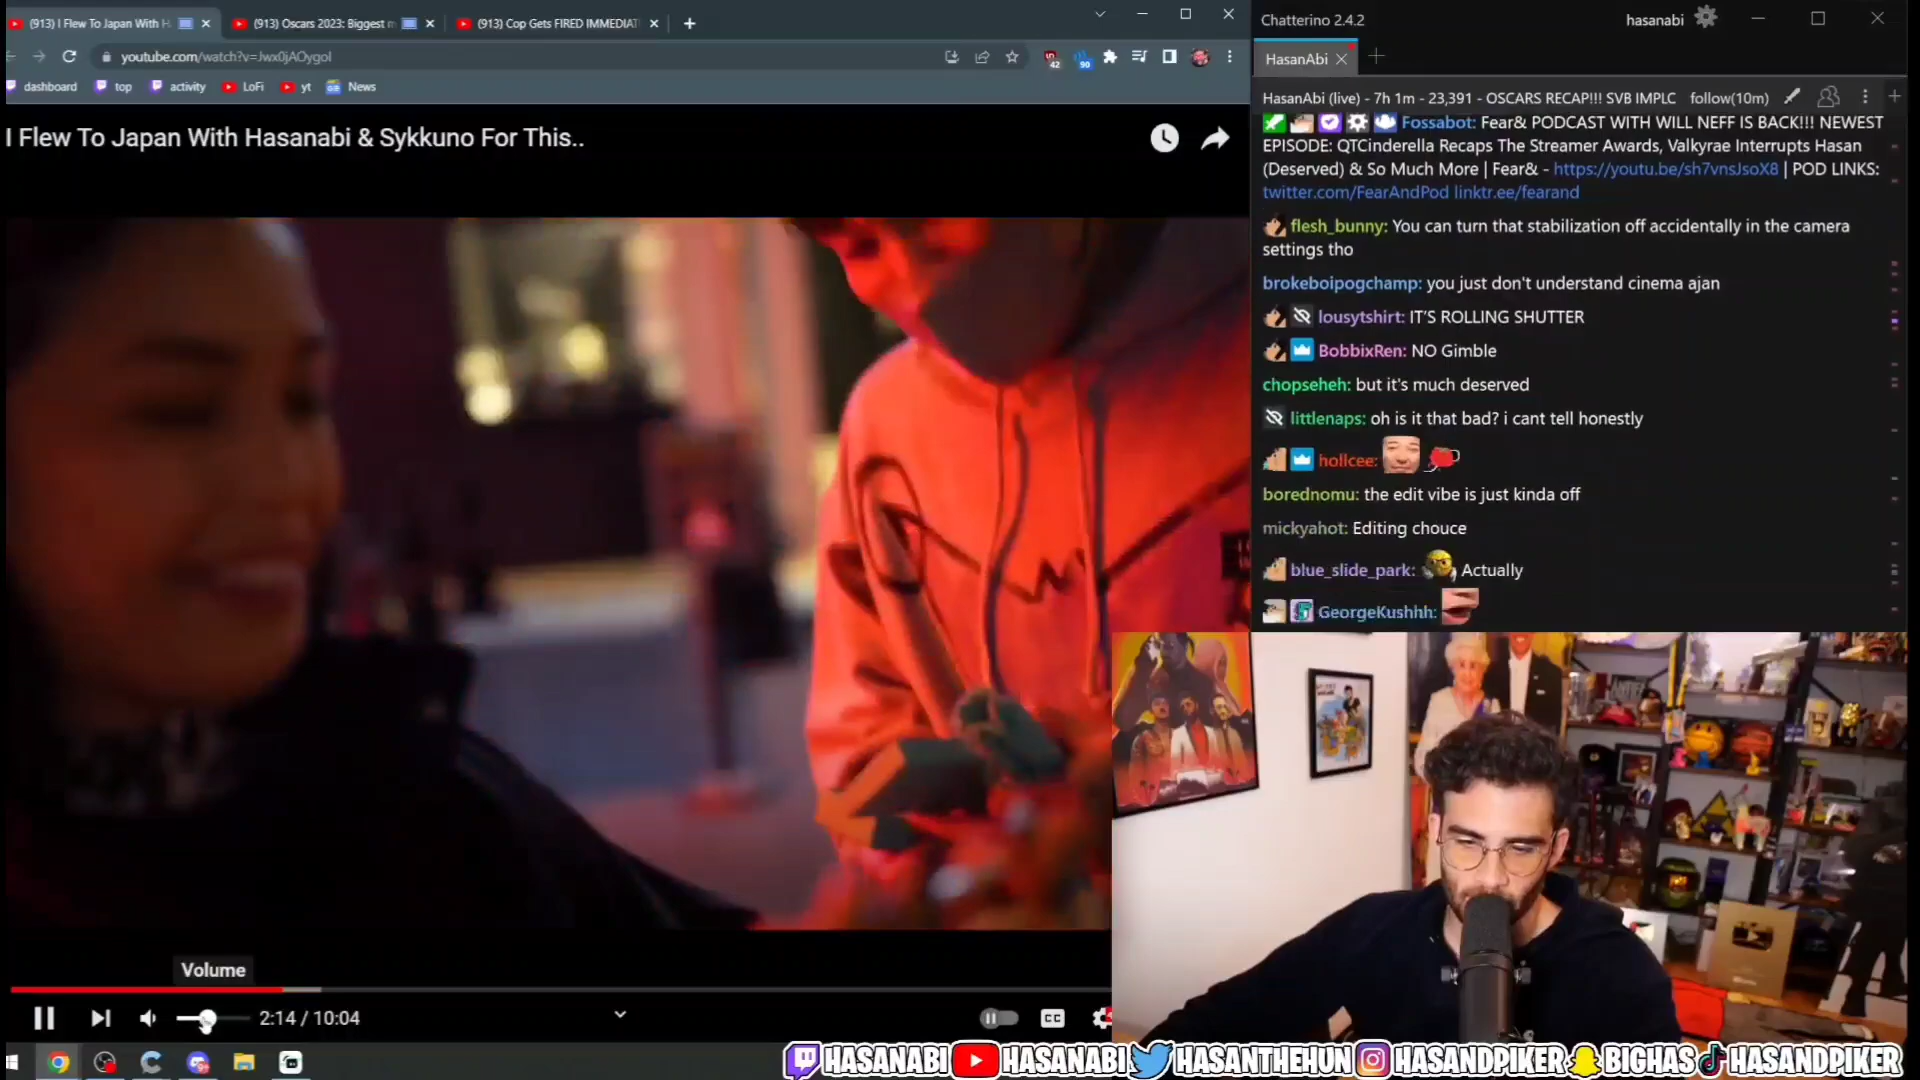 (913) I Flew To Japan With H
(913) Oscars 2023: Biggest m
(913) Cop Gets FIRED IMMEDIAT
youtube.com/watch?v=Jwx0jAOygoI
42
90
dashboard
top
activity
LoFi
yt
News
I Flew To Japan With Hasanabi & Sykkuno For This..
Volume
2:14 / 10:04
CC
Chatterino 2.4.2
hasanabi
HasanAbi
HasanAbi (live) - 7h 1m - 23,391 - OSCARS RECAP!!! SVB IMPLC
follow(10m)
Fossabot: Fear& PODCAST WITH WILL NEFF IS BACK!!! NEWEST
EPISODE: QTCinderella Recaps The Streamer Awards, Valkyrae Interrupts Hasan
(Deserved) & So Much More | Fear& - https://youtu.be/sh7vnsJsoX8 | POD LINKS:
twitter.com/FearAndPod linktr.ee/fearand
flesh_bunny: You can turn that stabilization off accidentally in the camera
settings tho
brokeboipogchamp: you just don't understand cinema ajan
lousytshirt: IT'S ROLLING SHUTTER
BobbixRen: NO Gimble
chopseheh: but it's much deserved
littlenaps: oh is it that bad? i cant tell honestly
hollcee:
borednomu: the edit vibe is just kinda off
mickyahot: Editing chouce
blue_slide_park: Actually
GeorgeKushhh:
HASANABI HASANABI HASANTHEHUN HASANDPIKER BIGHAS HASANDPIKER